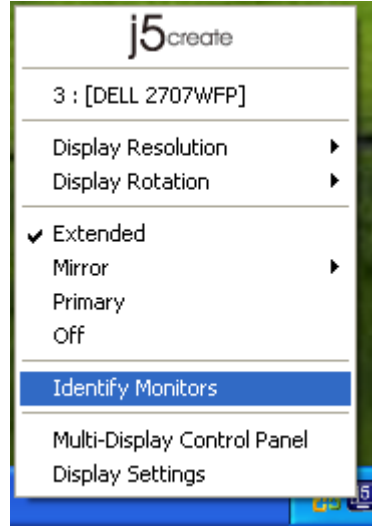 j5create
3 : [DELL 2707WFP]
Display Resolution
Display Rotation
Extended
Mirror
Primary
Off
Identify Monitors
Multi-Display Control Panel
Display Settings
j5